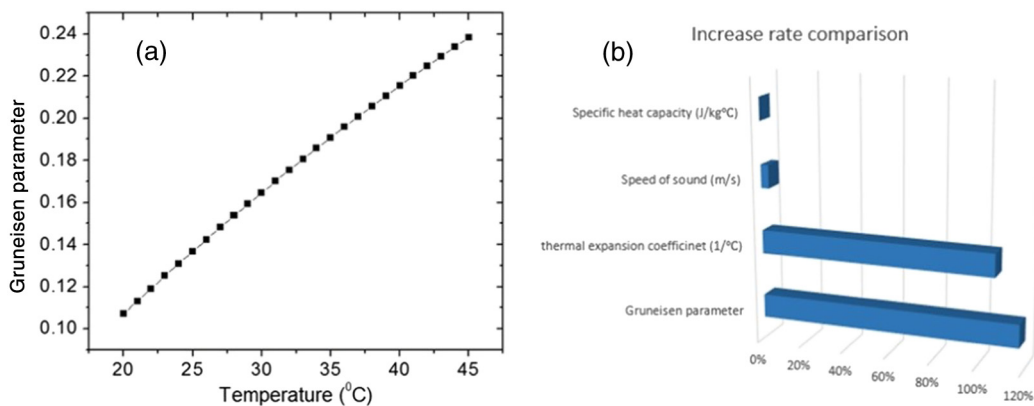 (a)
Gruneisen parameter
0.24
0.22
0.20
0.18
0.16
0.14
0.12
0.10
20 25 30 35 40 45
Temperature (⁰C)
(b)
Increase rate comparison
Specific heat capacity (J/kg⁰C)
Speed of sound (m/s)
thermal expansion coefficinet (1/⁰C)
Gruneisen parameter
0% 20% 40% 60% 80% 100% 120%